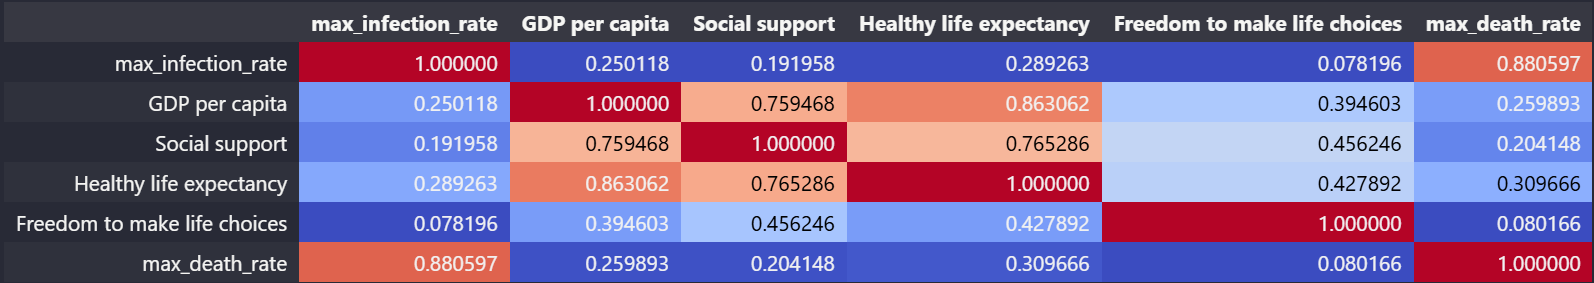 max_infection_rate GDP per capita Social support Healthy life expectancy Freedom to make life choices max_death_rate
max_infection_rate 1.000000 0.250118 0.191958 0.289263 0.078196 0.880597
GDP per capita 0.250118 1.000000 0.759468 0.863062 0.394603 0.259893
Social support 0.191958 0.759468 1.000000 0.765286 0.456246 0.204148
Healthy life expectancy 0.289263 0.863062 0.765286 1.000000 0.427892 0.309666
Freedom to make life choices 0.078196 0.394603 0.456246 0.427892 1.000000 0.080166
max_death_rate 0.880597 0.259893 0.204148 0.309666 0.080166 1.000000